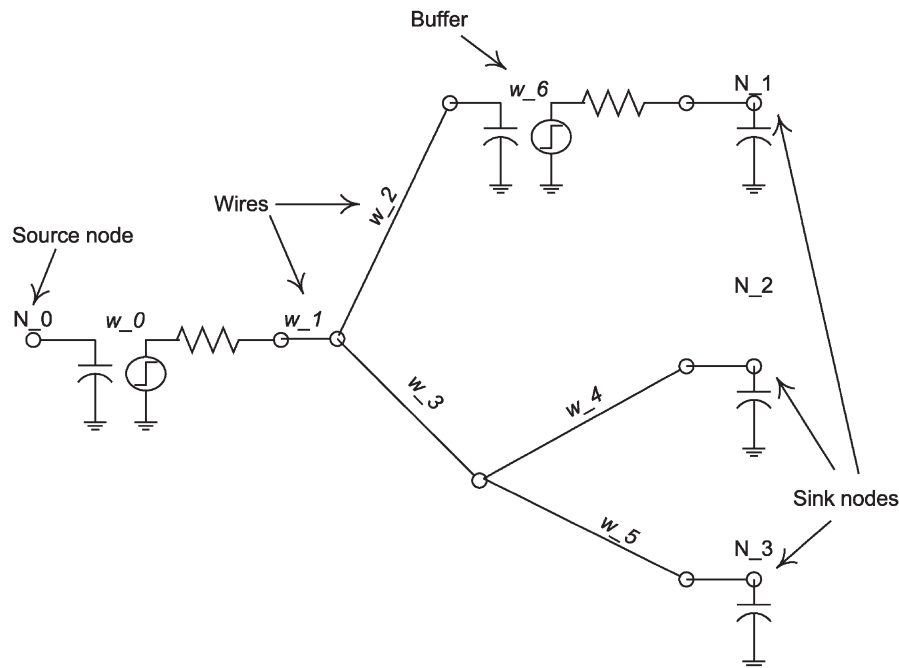 Buffer
w_6
N_1
w_2
Wires
Source node
N_2
N_0
w_0
w_1
w_3
w_4
Sink nodes
w_5
N_3